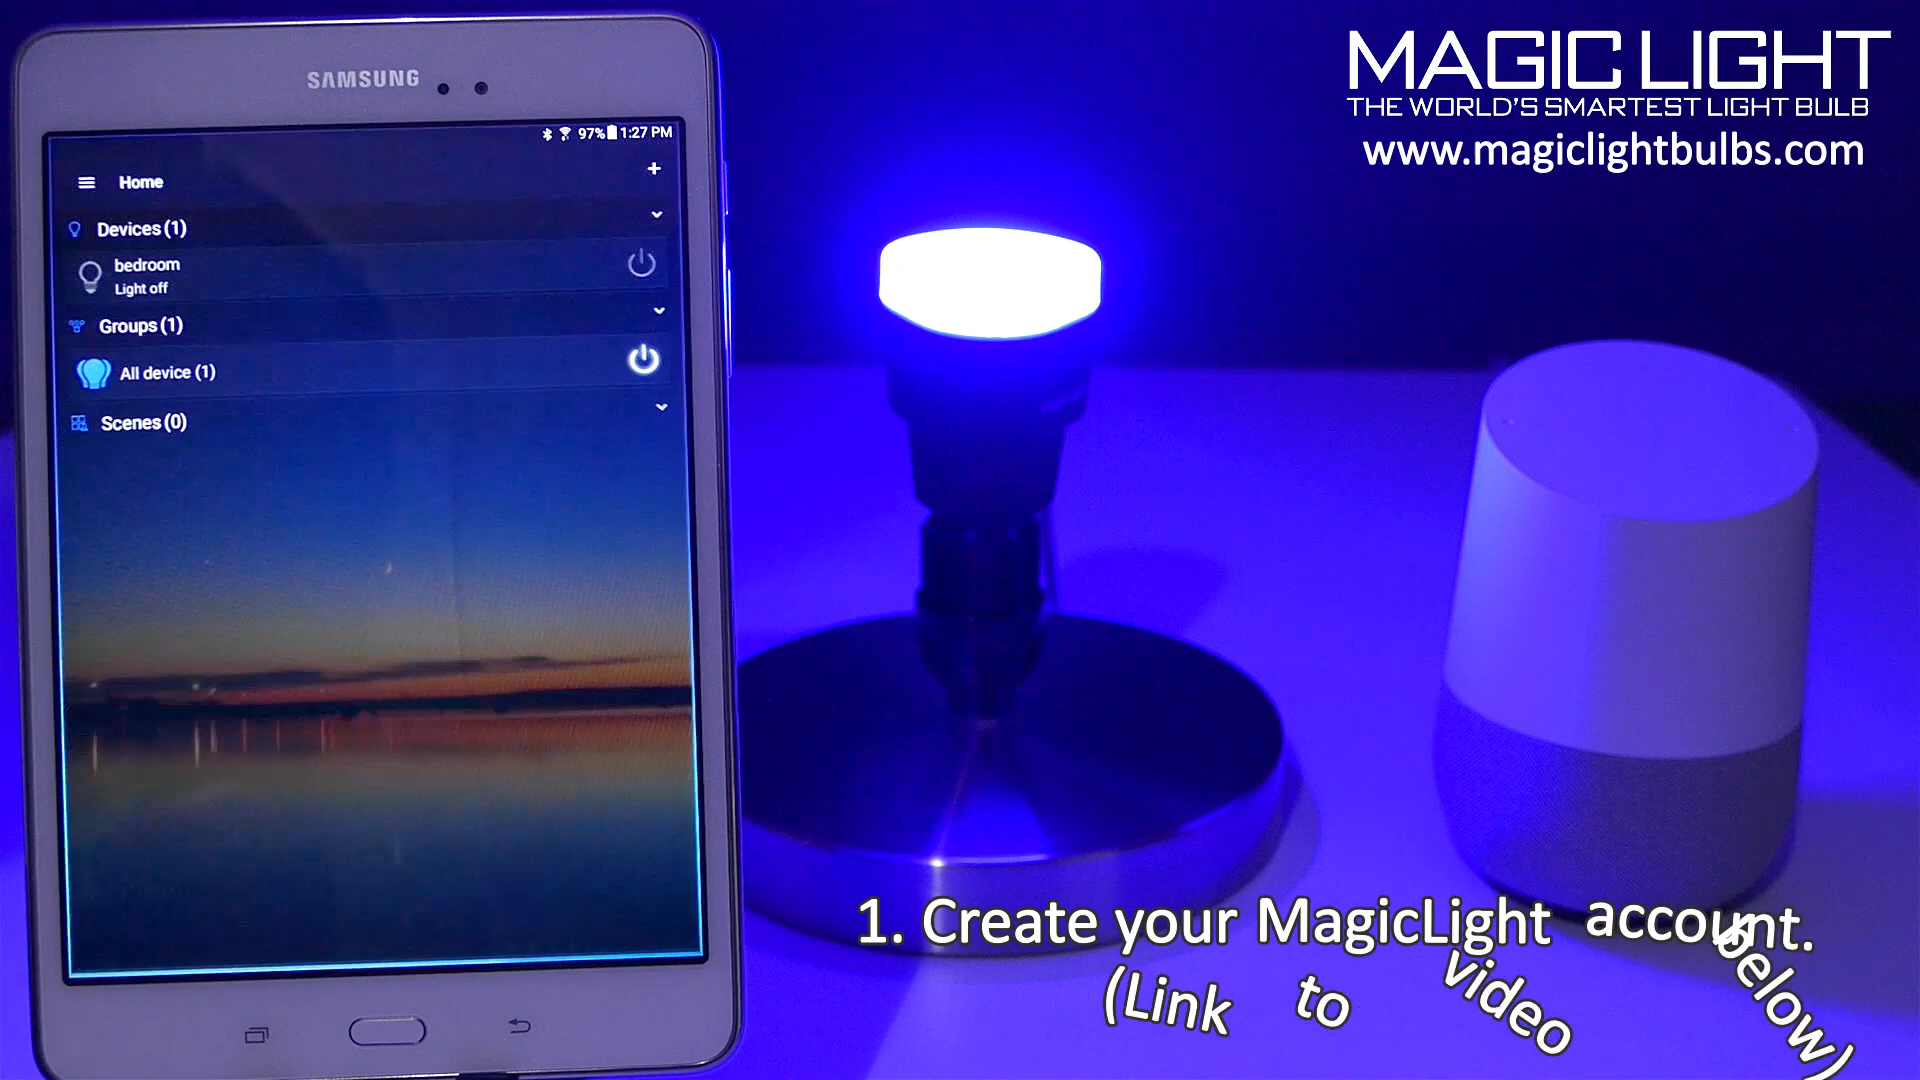 SAMSUNG
97% 1:27 PM
Home
Devices (1)
bedroom
Light off
Groups (1)
All device (1)
Scenes (0)
MAGIC LIGHT
THE WORLD'S SMARTEST LIGHT BULB
www.magiclightbulbs.com
1. Create your MagicLight account.
(Link to video below)